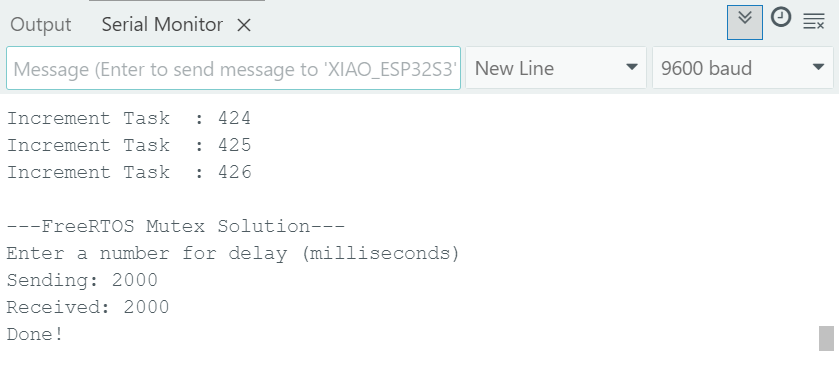 Output Serial Monitor ×
Message (Enter to send message to 'XIAO_ESP32S3' New Line 9600 baud
Increment Task  : 424
Increment Task  : 425
Increment Task  : 426
---FreeRTOS Mutex Solution---
Enter a number for delay (milliseconds)
Sending: 2000
Received: 2000
Done!